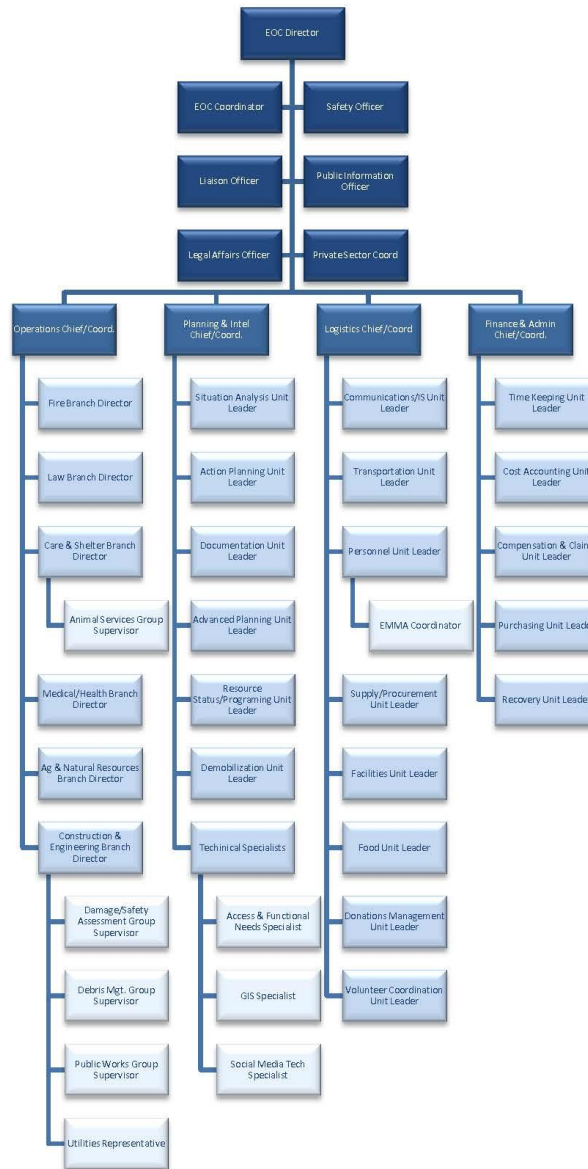 EOC Director
EOC Coordinator
Safety Officer
Liaison Officer
Public Information
Officer
Legal Affairs Officer
Private Sector Coord
Operations Chief/Coord.
Fire Branch Director
Law Branch Director
Care & Shelter Branch
Director
Animal Services Group
Supervisor
Medical/Health Branch
Director
Ag & Natural Resources
Branch Director
Construction &
Engineering Branch
Director
Damage/Safety
Assessment Group
Supervisor
Debris Mgt. Group
Supervisor
Public Works Group
Supervisor
Utilities Representative
Planning & Intel
Chief/Coord.
Situation Analysis Unit
Leader
Action Planning Unit
Leader
Documentation Unit
Leader
Advanced Planning Unit
Leader
Resource
Status/Programing Unit
Leader
Demobilization Unit
Leader
Techinical Specialists
Access & Functional
Needs Specialist
GIS Specialist
Social Media Tech
Specialist
Logistics Chief/Coord
Communications/IS Unit
Leader
Transportation Unit
Leader
Personnel Unit Leader
EMMA Coordinator
Supply/Procurement
Unit Leader
Facilities Unit Leader
Food Unit Leader
Donations Management
Unit Leader
Volunteer Coordination
Unit Leader
Finance & Admin
Chief/Coord.
Time Keeping Unit
Leader
Cost Accounting Unit
Leader
Compensation & Claim
Unit Leader
Purchasing Unit Leade
Recovery Unit Leader